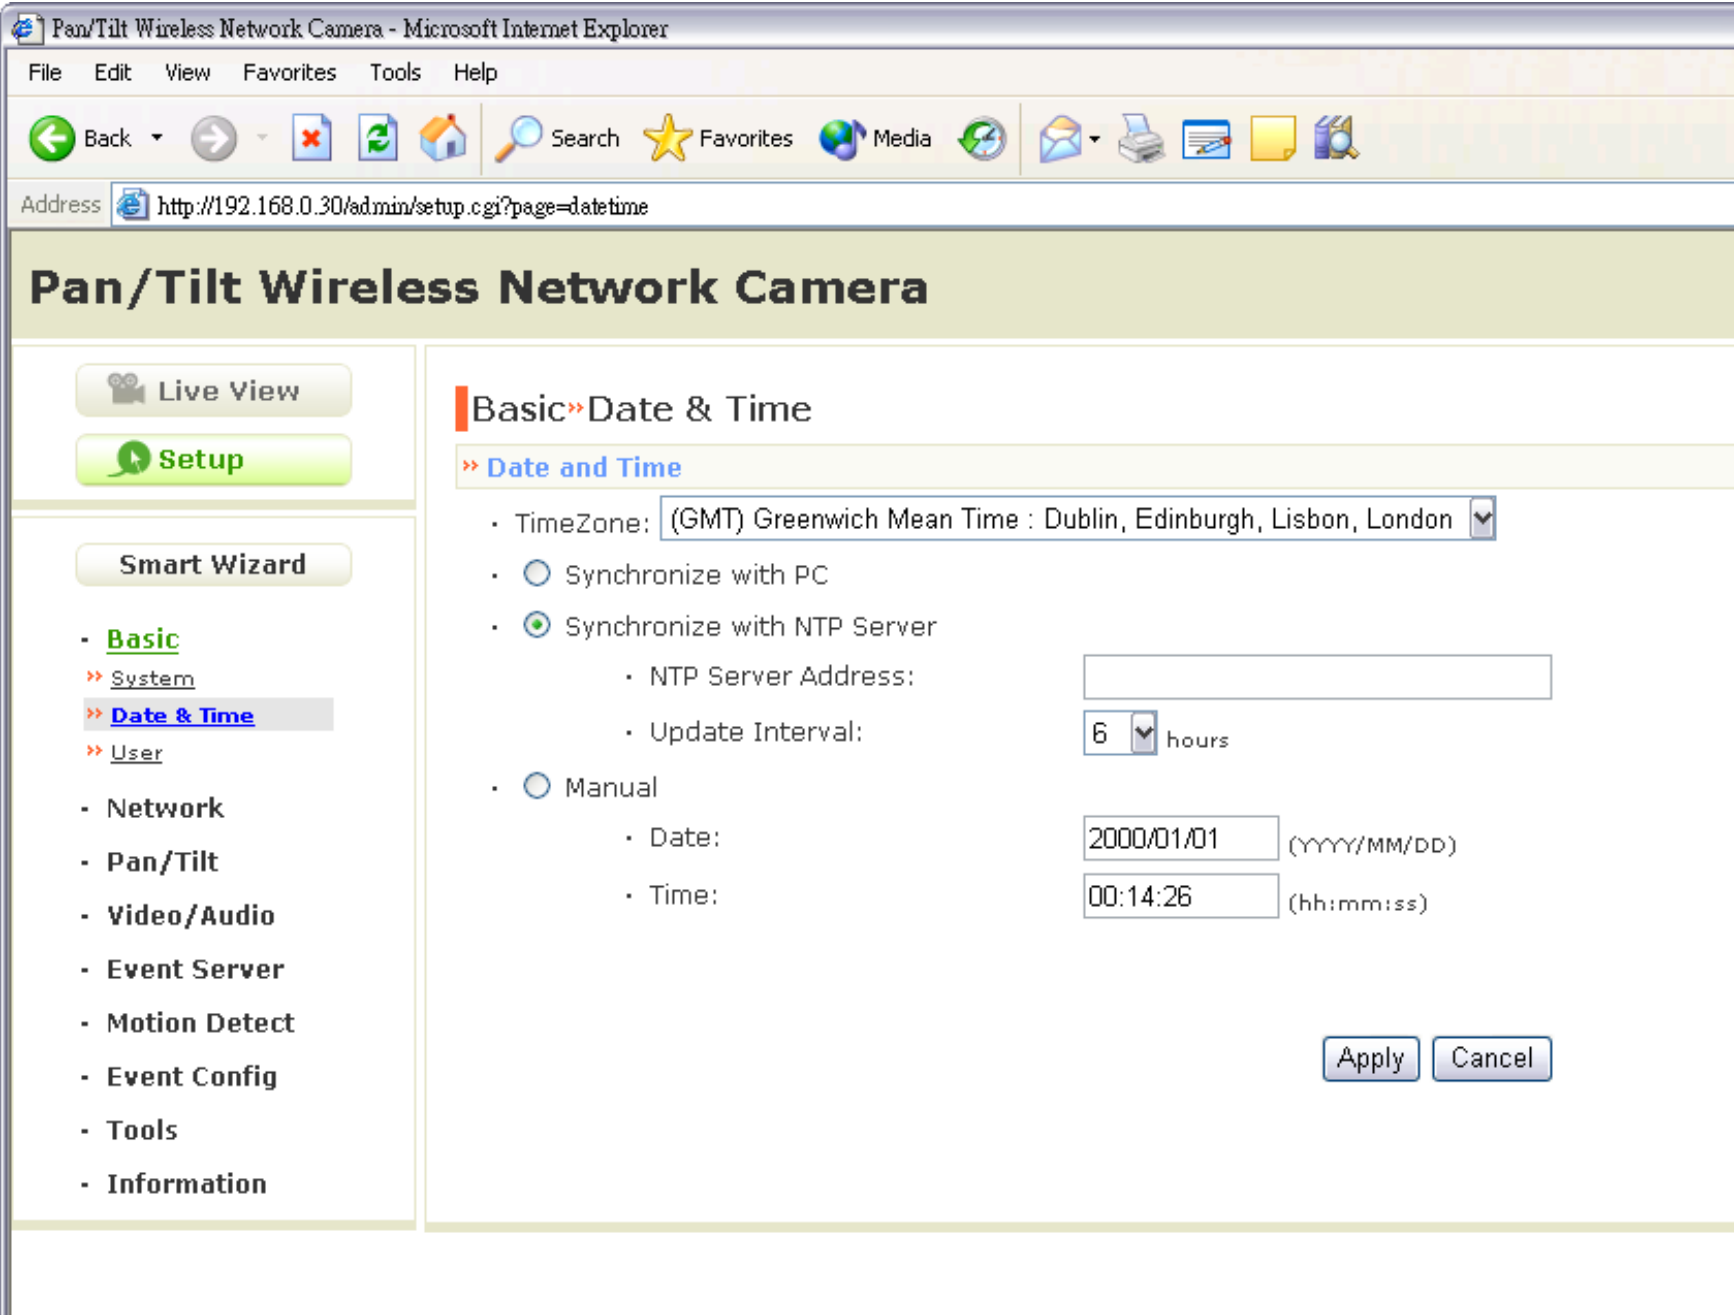 Pan/Tilt Wireless Network Camera - Microsoft Internet Explorer
File Edit View Favorites Tools Help
Back Search Favorites Media
Address http://192.168.0.30/admin/setup.cgi?page=datetime
Pan/Tilt Wireless Network Camera
Live View
Setup
Smart Wizard
- Basic
» System
» Date & Time
» User
- Network
- Pan/Tilt
- Video/Audio
- Event Server
- Motion Detect
- Event Config
- Tools
- Information
Basic»Date & Time
» Date and Time
· TimeZone: (GMT) Greenwich Mean Time : Dublin, Edinburgh, Lisbon, London
· Synchronize with PC
· Synchronize with NTP Server
· NTP Server Address:
· Update Interval: 6 hours
· Manual
· Date: 2000/01/01 (YYYY/MM/DD)
· Time: 00:14:26 (hh:mm:ss)
Apply Cancel